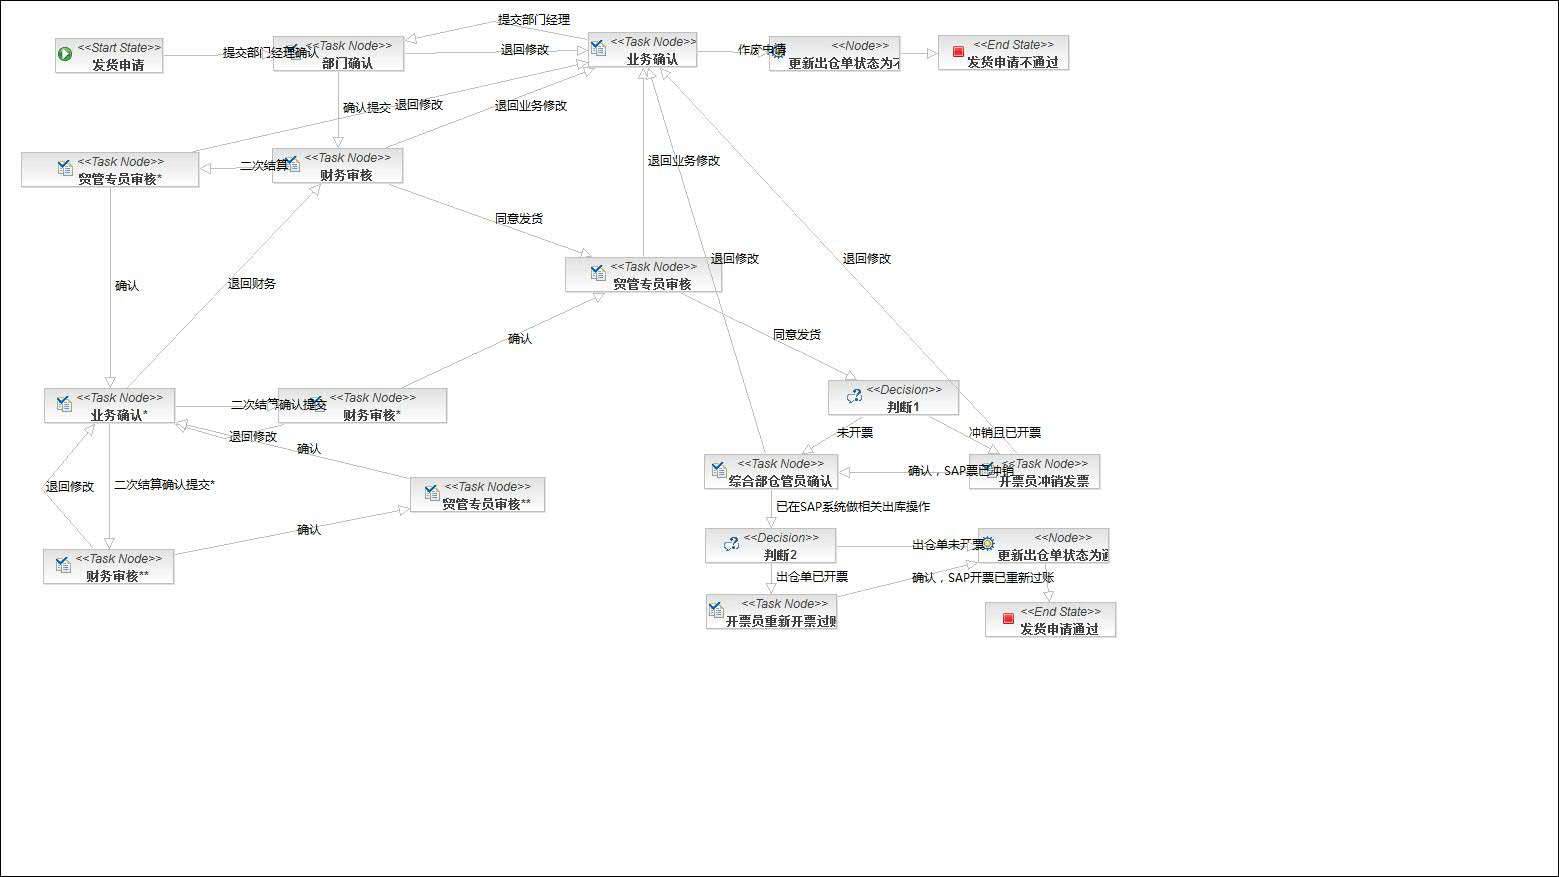 提交部门经理
<<Start State>>
发货申请
提交部门经理确认
<<Task Node>>
部门确认
退回修改
<<Task Node>>
业务确认
作废申请
<<Node>>
更新出仓单状态为不
<<End State>>
发货申请不通过
确认提交
退回修改
退回业务修改
<<Task Node>>
贸管专员审核*
二次结算
<<Task Node>>
财务审核
退回业务修改
同意发货
退回修改
退回修改
<<Task Node>>
贸管专员审核
确认
退回财务
确认
同意发货
<<Task Node>>
业务确认*
二次结算确认提交
<<Task Node>>
财务审核*
<<Decision>>
判断1
退回修改
确认
未开票
冲销且已开票
<<Task Node>>
综合部仓管员确认
确认，SAP票已冲销
<<Task Node>>
开票员冲销发票
退回修改
二次结算确认提交*
<<Task Node>>
贸管专员审核**
已在SAP系统做相关出库操作
确认
<<Decision>>
判断2
出仓单未开票
<<Node>>
更新出仓单状态为通
<<Task Node>>
财务审核**
出仓单已开票
确认，SAP开票已重新过账
<<Task Node>>
开票员重新开票过账
<<End State>>
发货申请通过